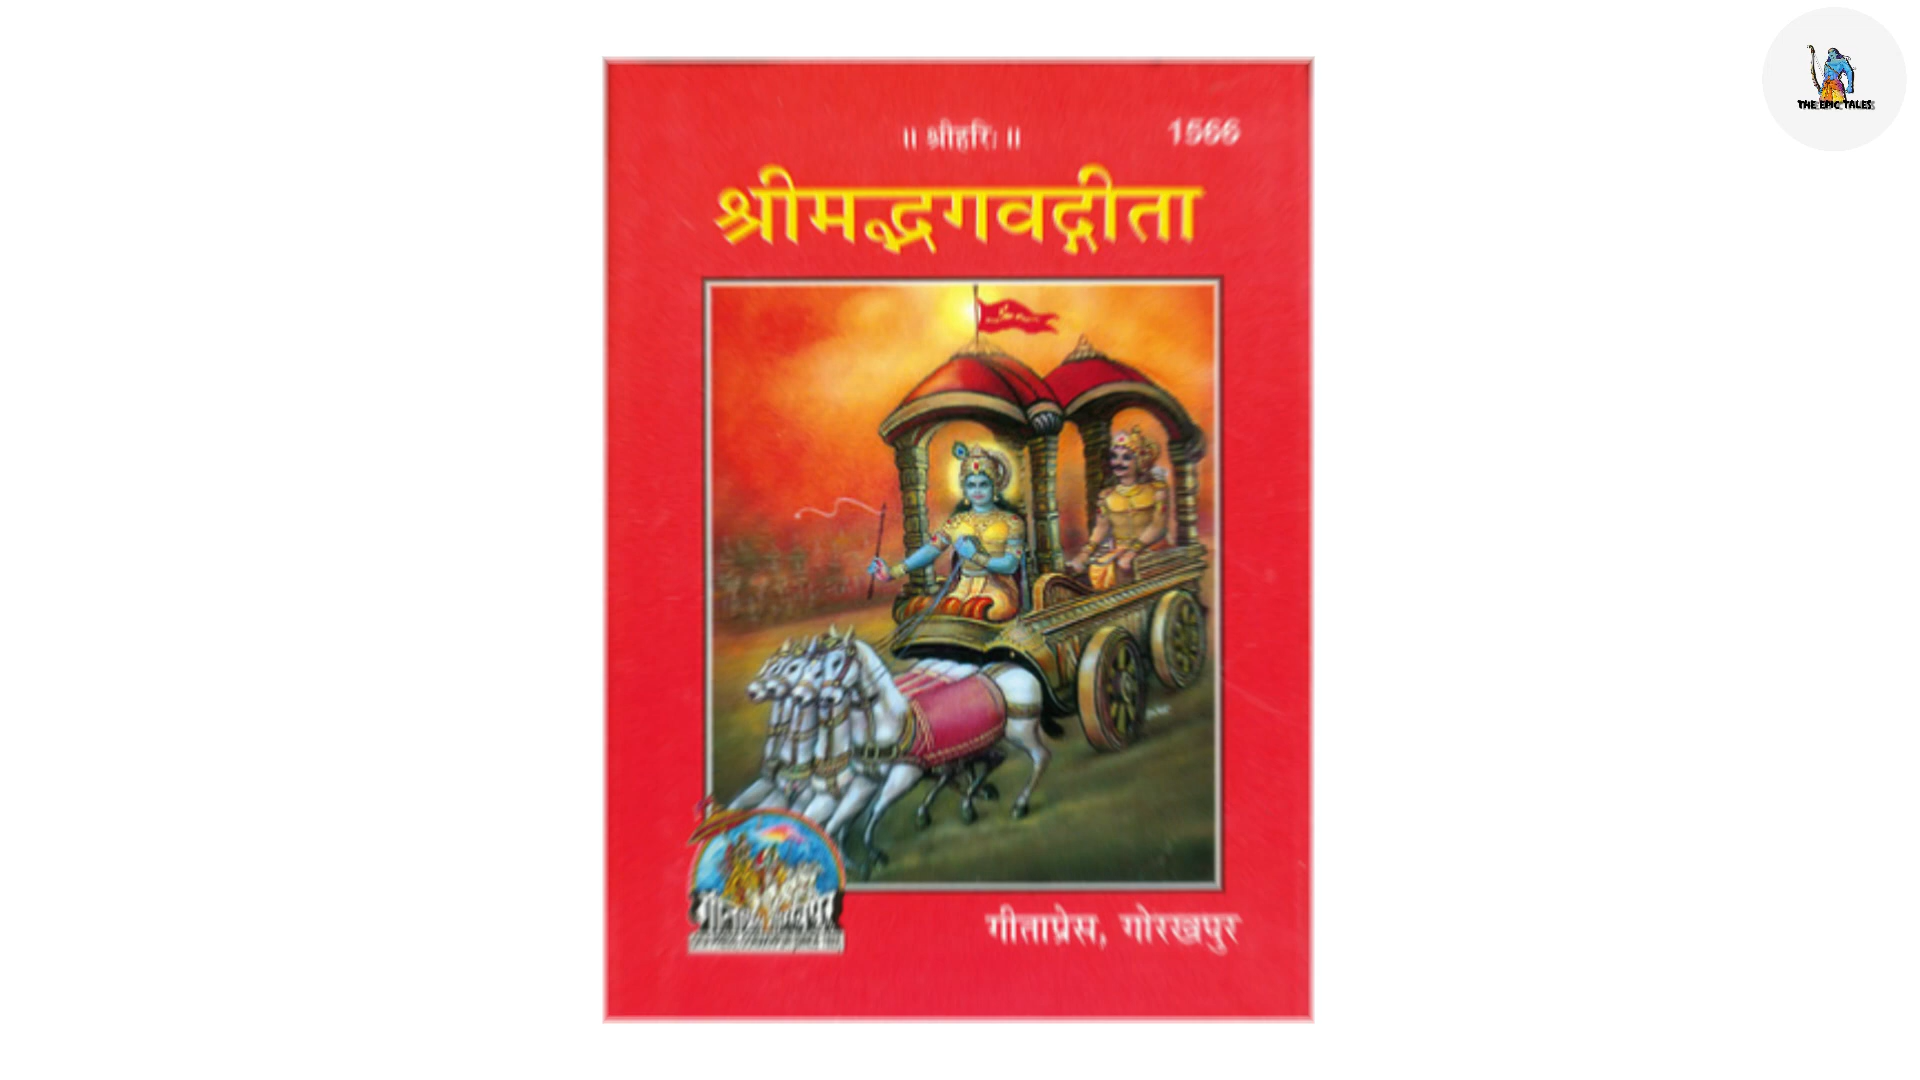 ॥ श्रीहरिः ॥
1566
श्रीमद्भगवद्गीता
गीताप्रेस, गोरखपुर
THE EPIC TALES